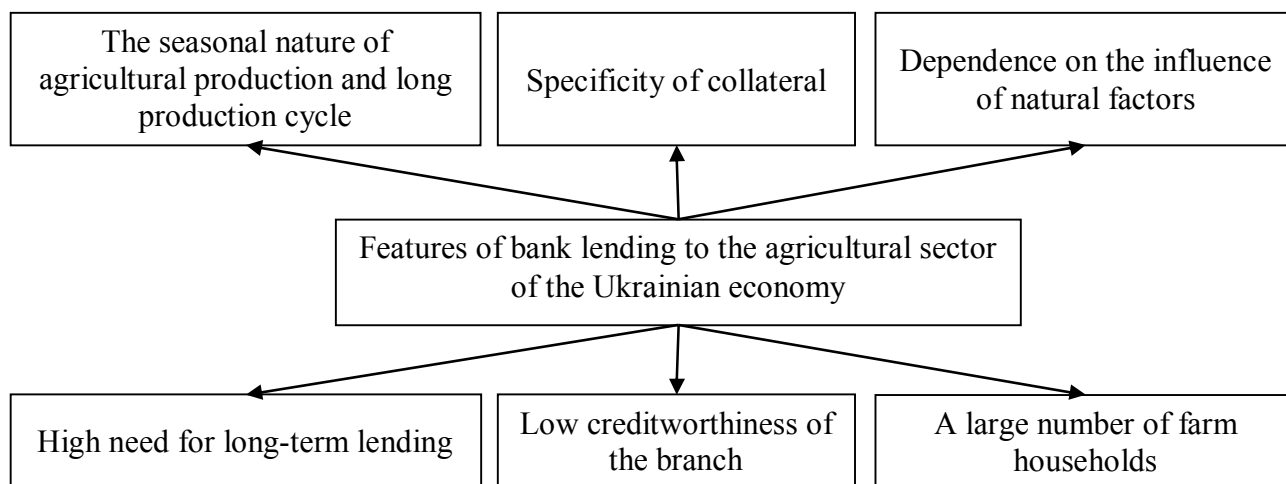 The seasonal nature of
agricultural production and long
production cycle
Specificity of collateral
Dependence on the influence
of natural factors
Features of bank lending to the agricultural sector
of the Ukrainian economy
High need for long-term lending
Low creditworthiness of
the branch
A large number of farm
households